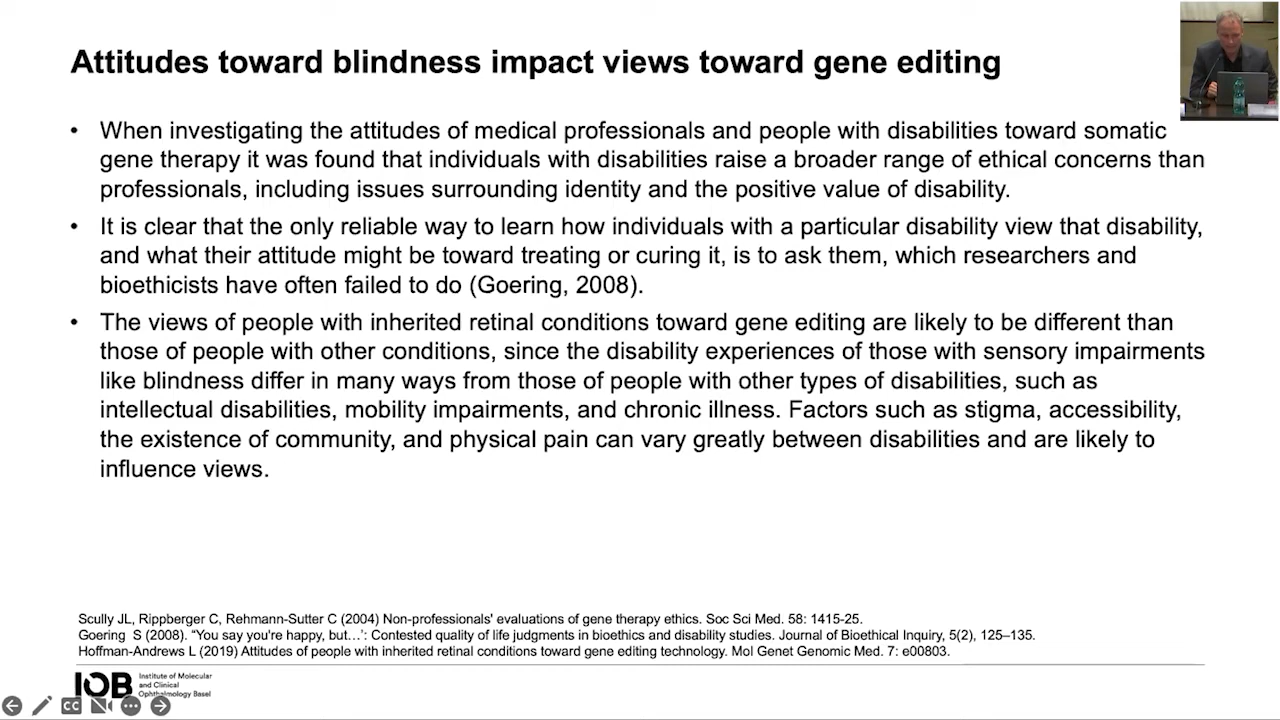 Attitudes toward blindness impact views toward gene editing
• When investigating the attitudes of medical professionals and people with disabilities toward somatic
gene therapy it was found that individuals with disabilities raise a broader range of ethical concerns than
professionals, including issues surrounding identity and the positive value of disability.
• It is clear that the only reliable way to learn how individuals with a particular disability view that disability,
and what their attitude might be toward treating or curing it, is to ask them, which researchers and
bioethicists have often failed to do (Goering, 2008).
• The views of people with inherited retinal conditions toward gene editing are likely to be different than
those of people with other conditions, since the disability experiences of those with sensory impairments
like blindness differ in many ways from those of people with other types of disabilities, such as
intellectual disabilities, mobility impairments, and chronic illness. Factors such as stigma, accessibility,
the existence of community, and physical pain can vary greatly between disabilities and are likely to
influence views.
Scully JL, Rippberger C, Rehmann-Sutter C (2004) Non-professionals' evaluations of gene therapy ethics. Soc Sci Med. 58: 1415-25.
Goering  S (2008). “You say you're happy, but…’: Contested quality of life judgments in bioethics and disability studies. Journal of Bioethical Inquiry, 5(2), 125–135.
Hoffman-Andrews L (2019) Attitudes of people with inherited retinal conditions toward gene editing technology. Mol Genet Genomic Med. 7: e00803.
IOB
Institute of Molecular
and Clinical
Ophthalmology Basel
CC